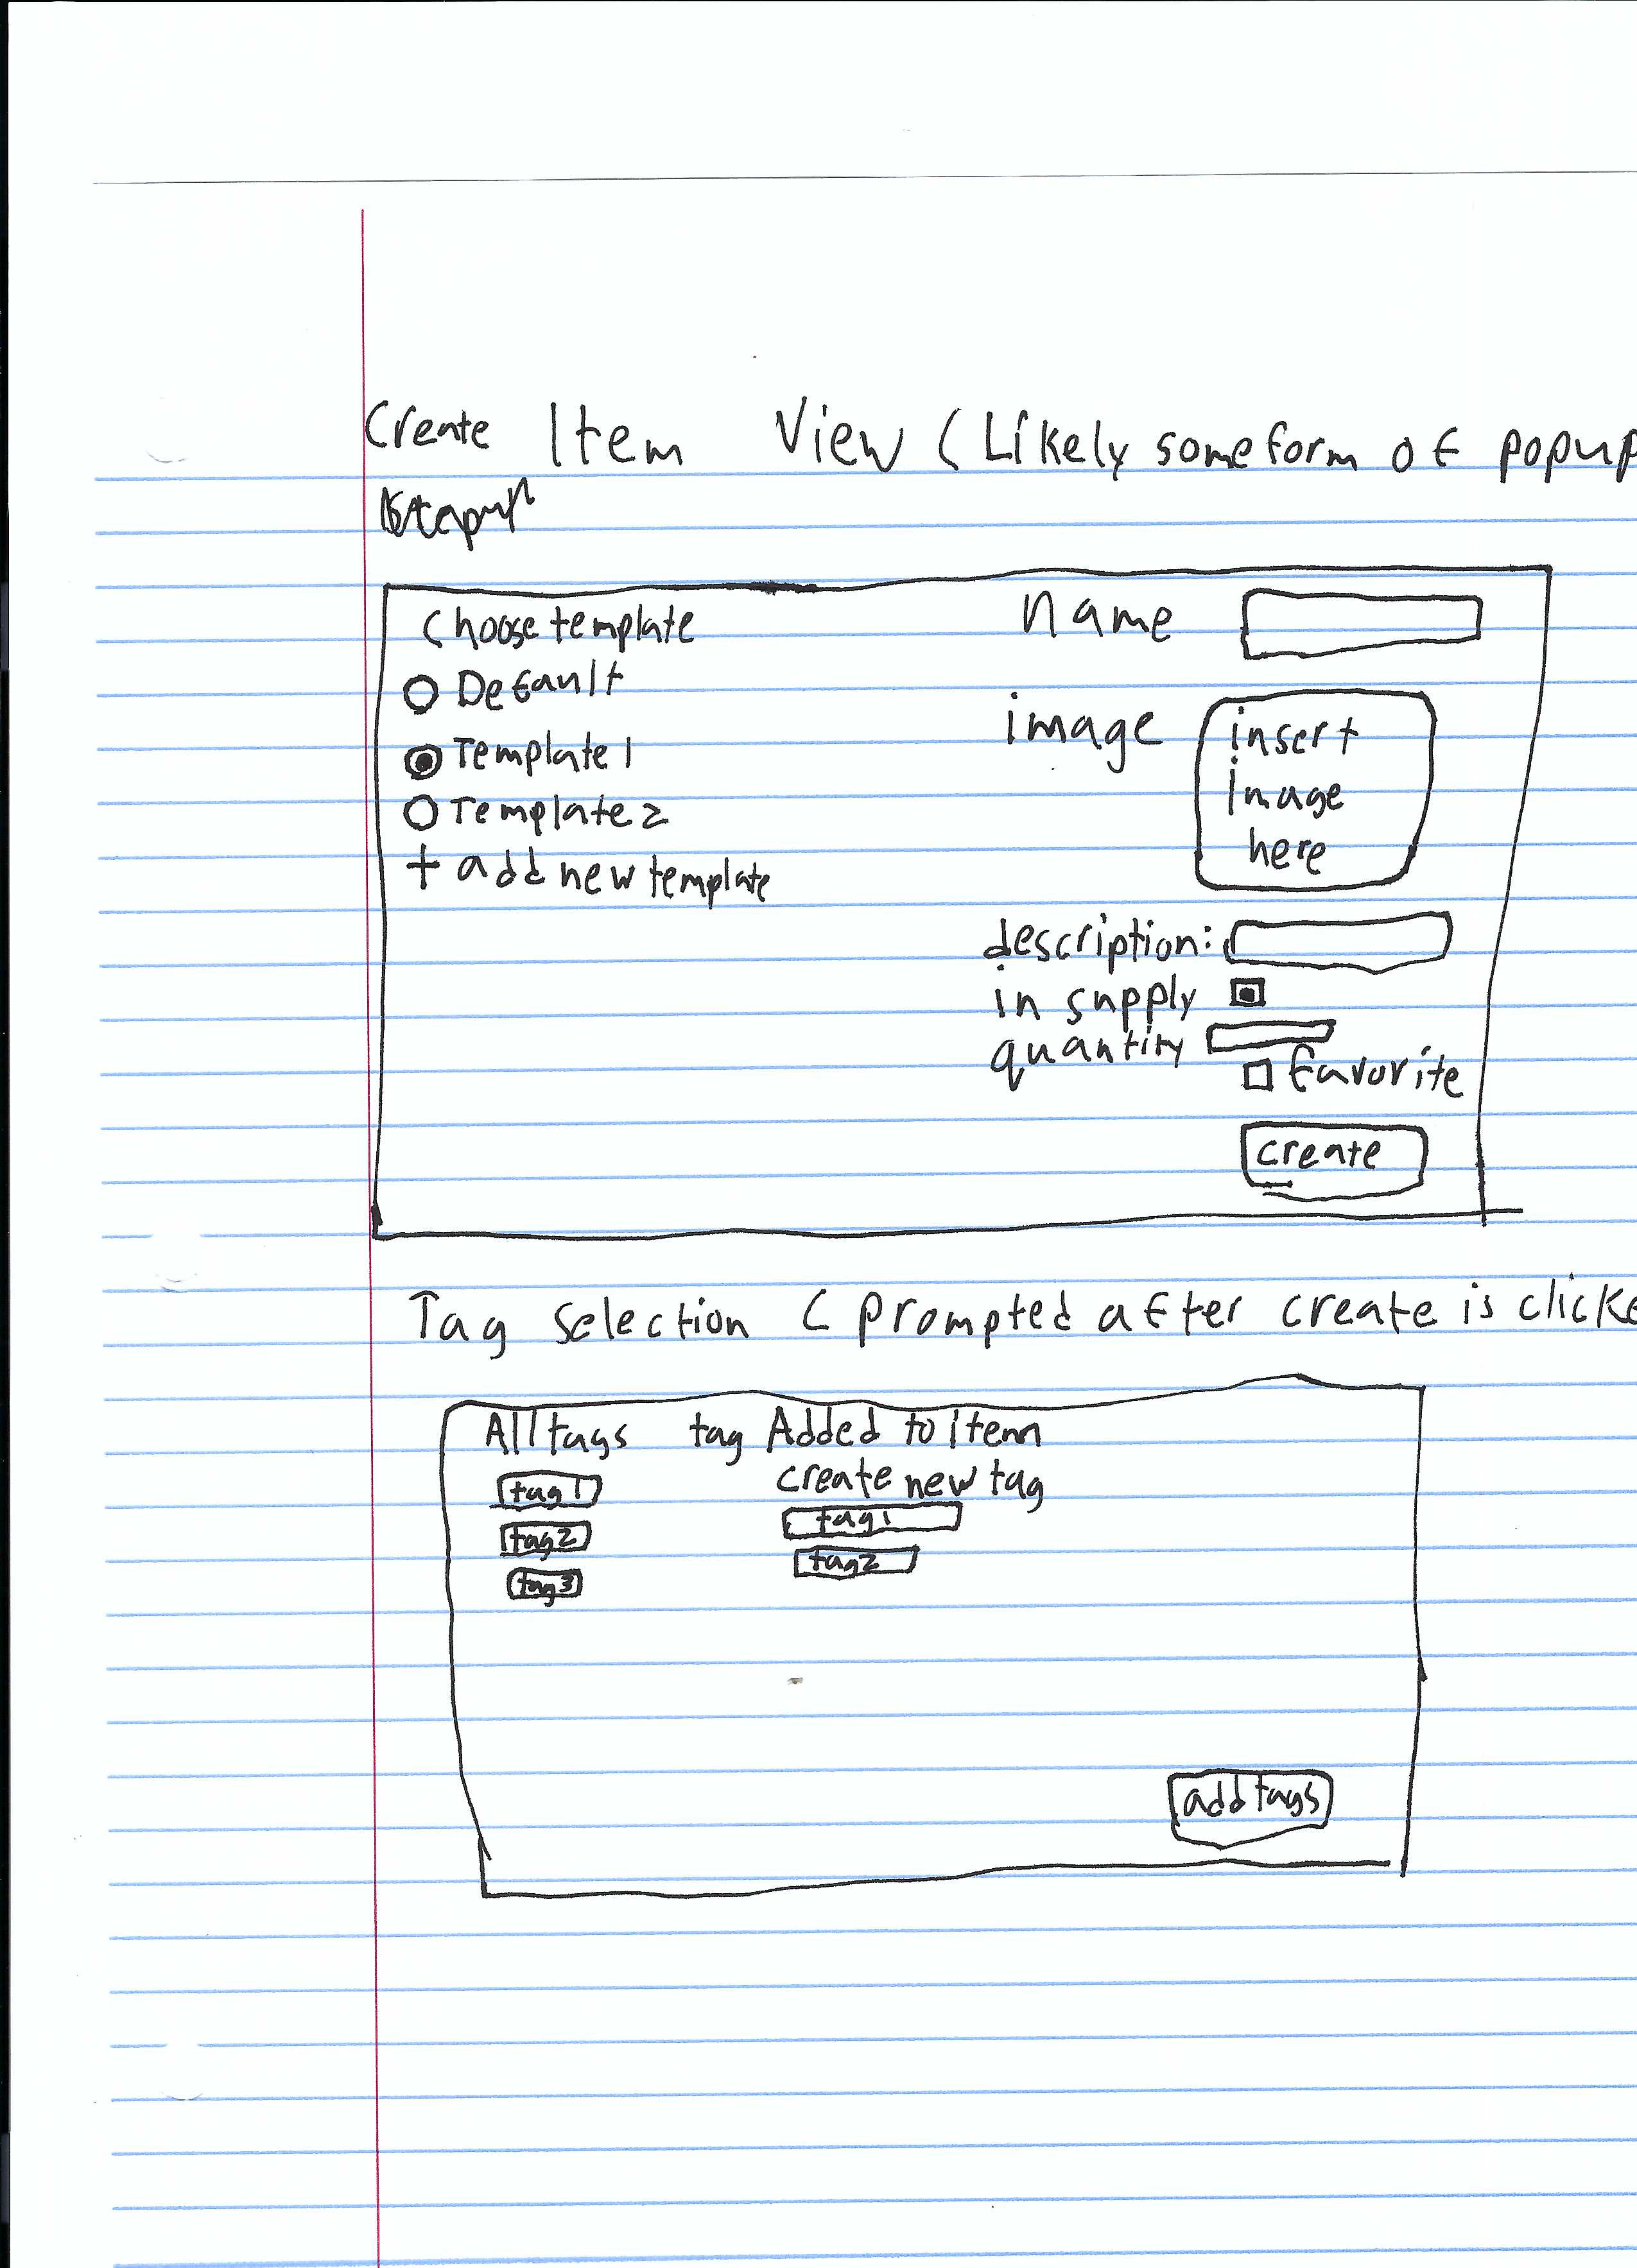 Create Item View (Likely some form of popup
Choose template
Default
Template 1
Template 2
+ add new template
name
image
insert
image
here
description:
in supply
quantity
favorite
create
Tag selection (prompted after create is clicke
All tags tag Added to item
create new tag
tag 1
tag 2
tag 3
tag 1
tag 2
add tags